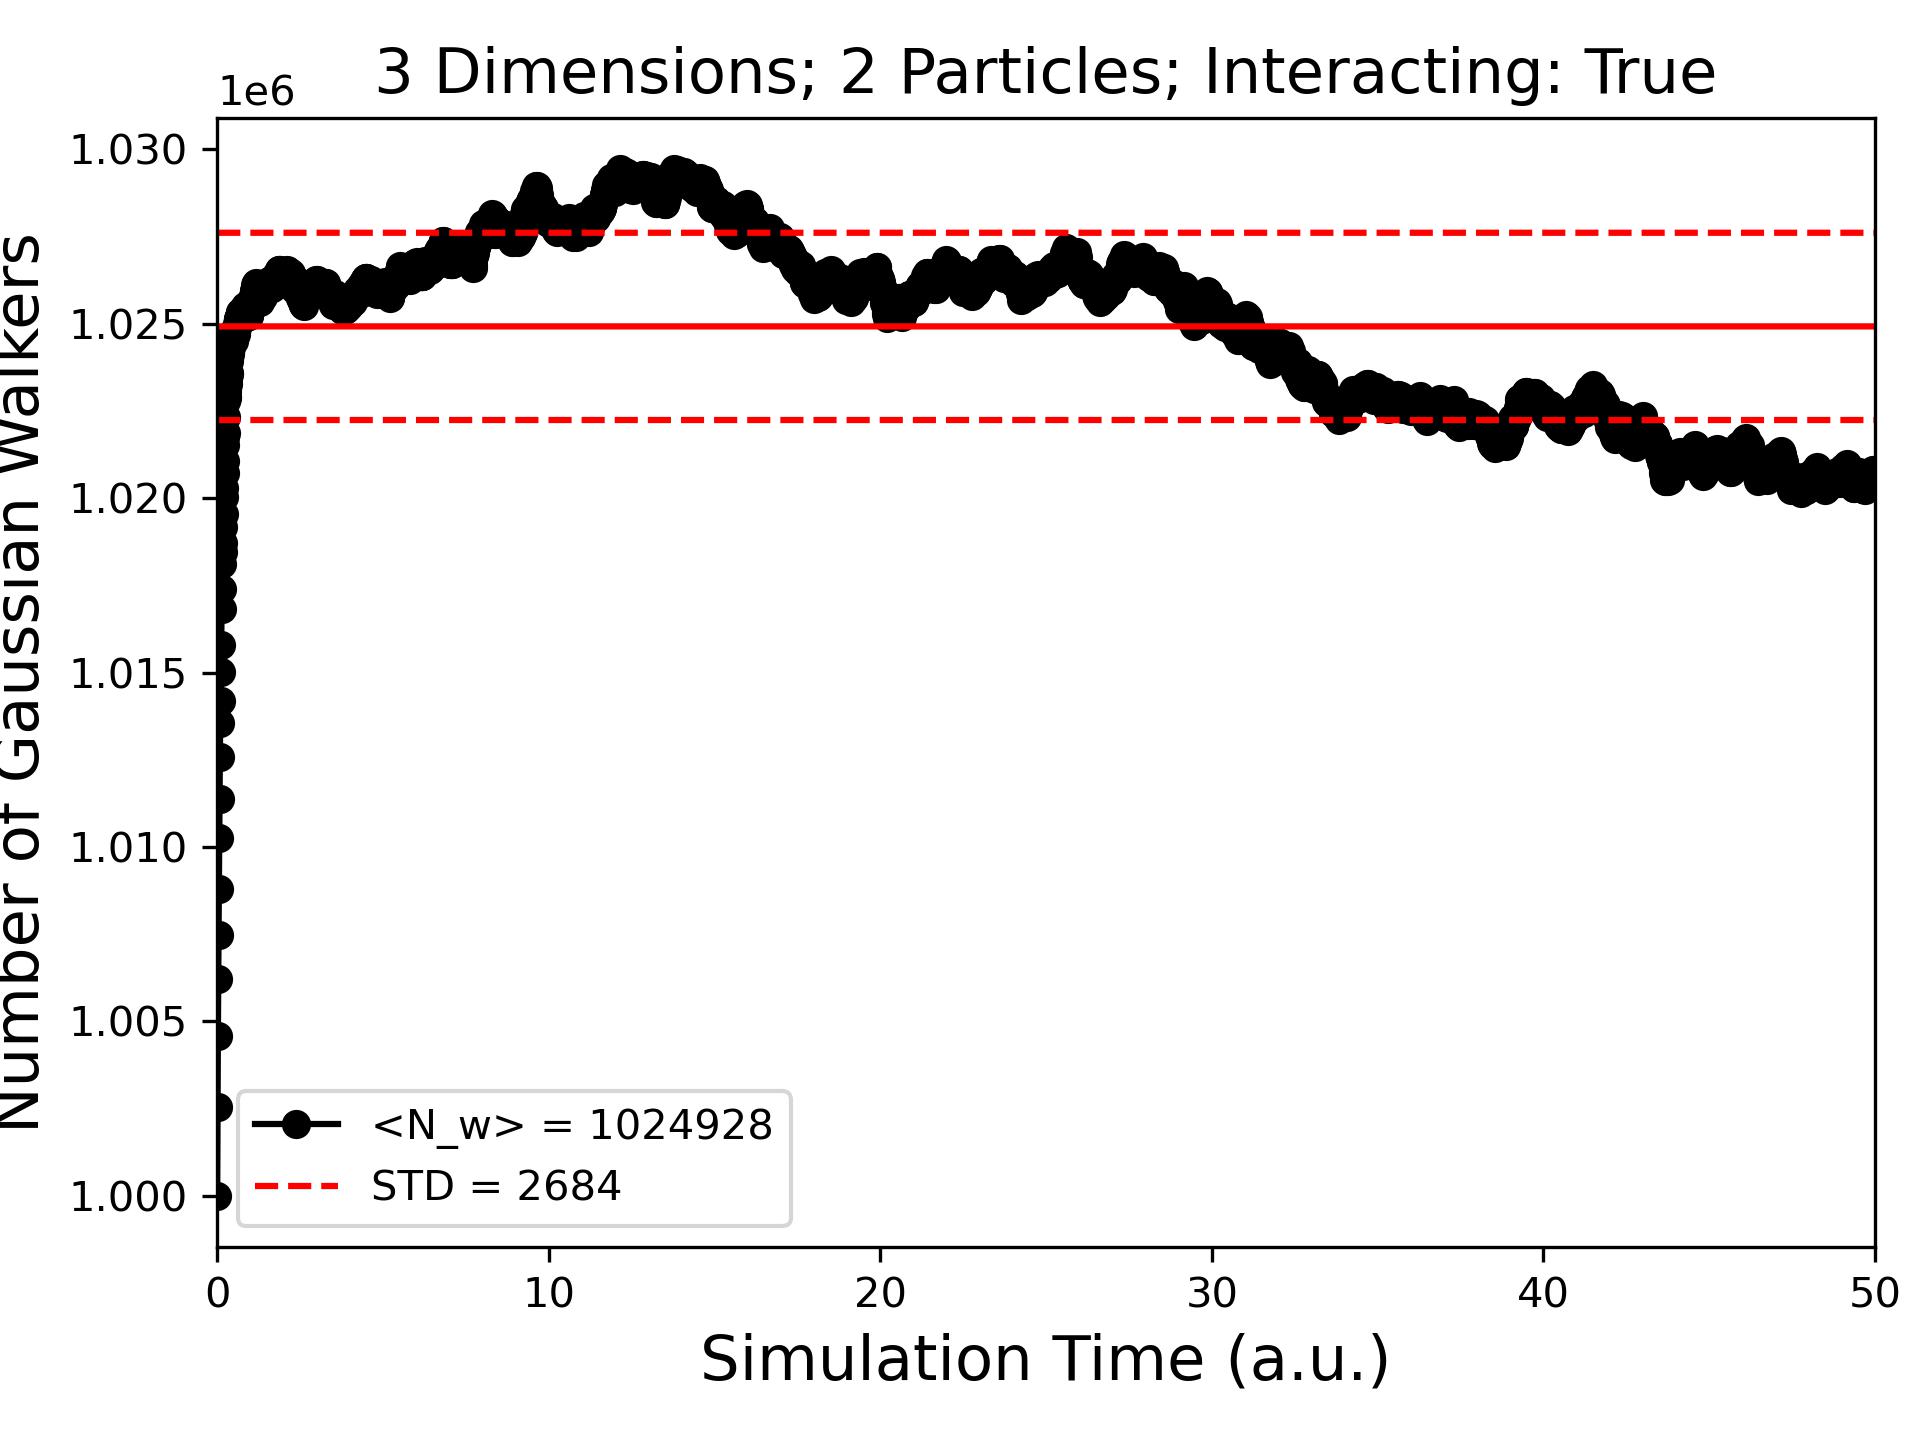 3 Dimensions; 2 Particles; Interacting: True
1e6
1.030
1.025
1.020
1.015
1.010
1.005
1.000
Number of Gaussian Walkers
<N_w> = 1024928
STD = 2684
0 10 20 30 40 50
Simulation Time (a.u.)